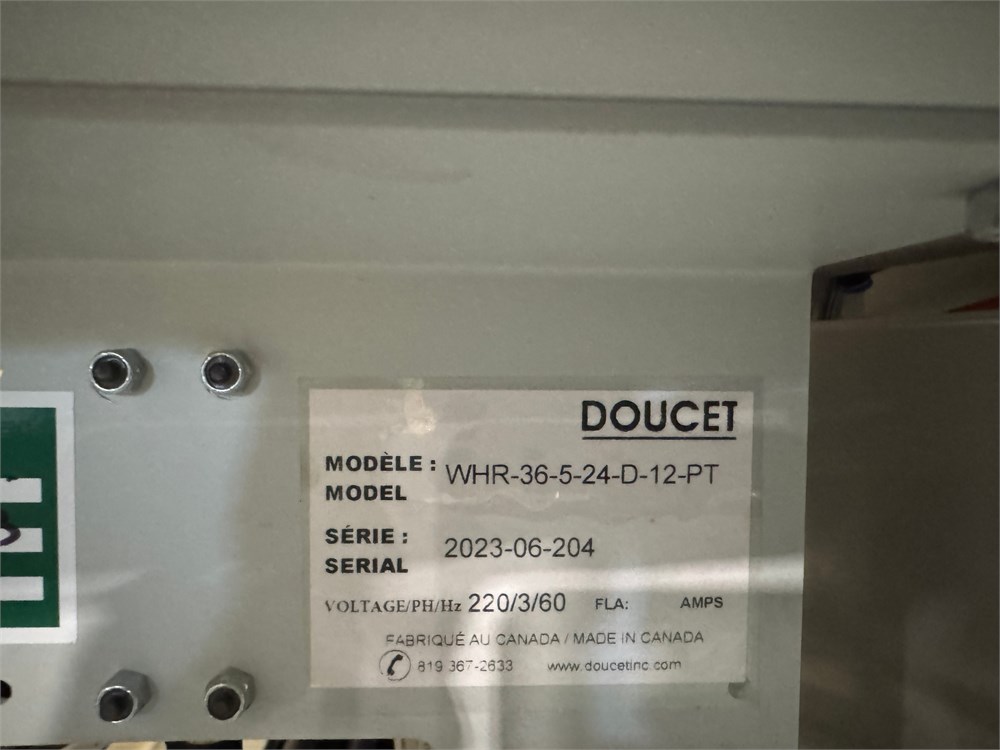 DOUCET
MODÈLE : WHR-36-5-24-D-12-PT
MODEL
SÉRIE : 2023-06-204
SERIAL
VOLTAGE/PH/Hz 220/3/60 FLA: AMPS
FABRIQUÉ AU CANADA / MADE IN CANADA
819 367-2633 www.doucetinc.com